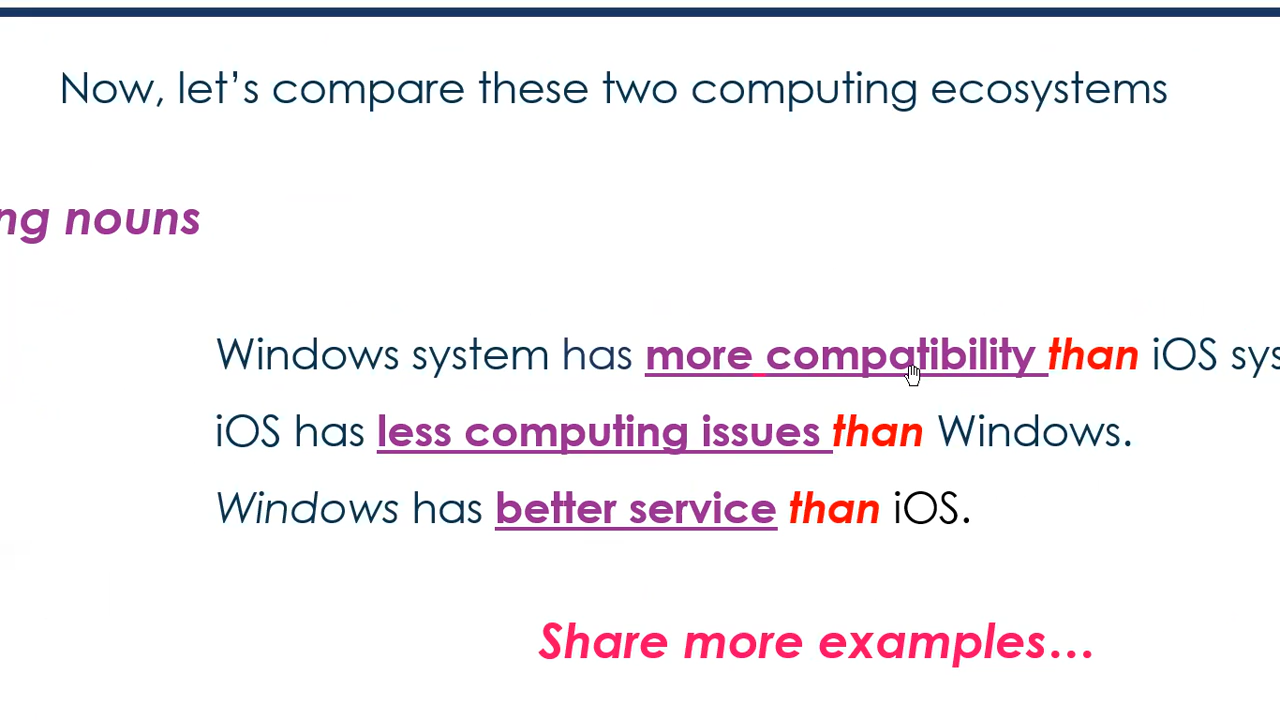 Now, let's compare these two computing ecosystems
ng nouns
Windows system has more compatibility than iOS sys
iOS has less computing issues than Windows.
Windows has better service than iOS.
Share more examples…